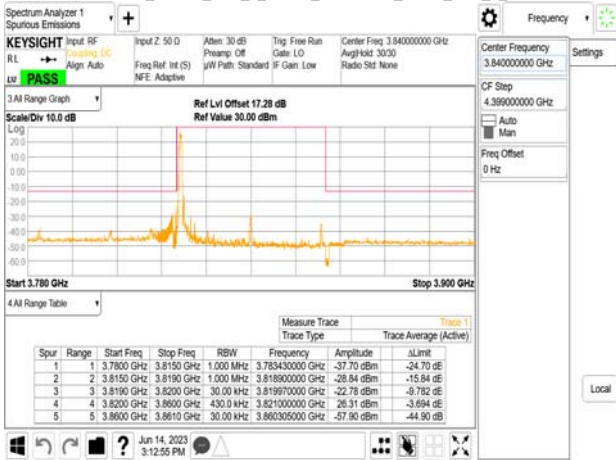 Spectrum Analyzer 1
Spurious Emissions
Frequency
KEYSIGHT Input: RF Input Z: 50 Ω Atten: 30 dB Trig: Free Run Center Freq: 3.840000000 GHz
RL Coupling: DC Preamp: Off Gate: LO Avg|Hold: 30/30
Align: Auto Freq Ref: Int (S) µW Path: Standard IF Gain: Low Radio Std: None
NFE: Adaptive
PASS
Center Frequency
3.840000000 GHz
Settings
CF Step
4.399000000 GHz
Auto
Man
Freq Offset
0 Hz
Local
3 All Range Graph
Ref Lvl Offset 17.28 dB
Scale/Div 10.0 dB Ref Value 30.00 dBm
Log
20.0
10.0
0.00
-10.0
-20.0
-30.0
-40.0
-50.0
-60.0
Start 3.780 GHz Stop 3.900 GHz
4 All Range Table
Measure Trace Trace 1
Trace Type Trace Average (Active)
Spur Range Start Freq Stop Freq RBW Frequency Amplitude ΔLimit
1 1 3.7800 GHz 3.8150 GHz 1.000 MHz 3.783430000 GHz -37.70 dBm -24.70 dB
2 2 3.8150 GHz 3.8190 GHz 1.000 MHz 3.818900000 GHz -28.84 dBm -15.84 dB
3 3 3.8190 GHz 3.8200 GHz 30.00 kHz 3.819970000 GHz -22.78 dBm -9.782 dB
4 4 3.8200 GHz 3.8600 GHz 430.0 kHz 3.821000000 GHz 26.31 dBm -3.694 dB
5 5 3.8600 GHz 3.8610 GHz 30.00 kHz 3.860305000 GHz -57.90 dBm -44.90 dB
Jun 14, 2023
3:12:55 PM